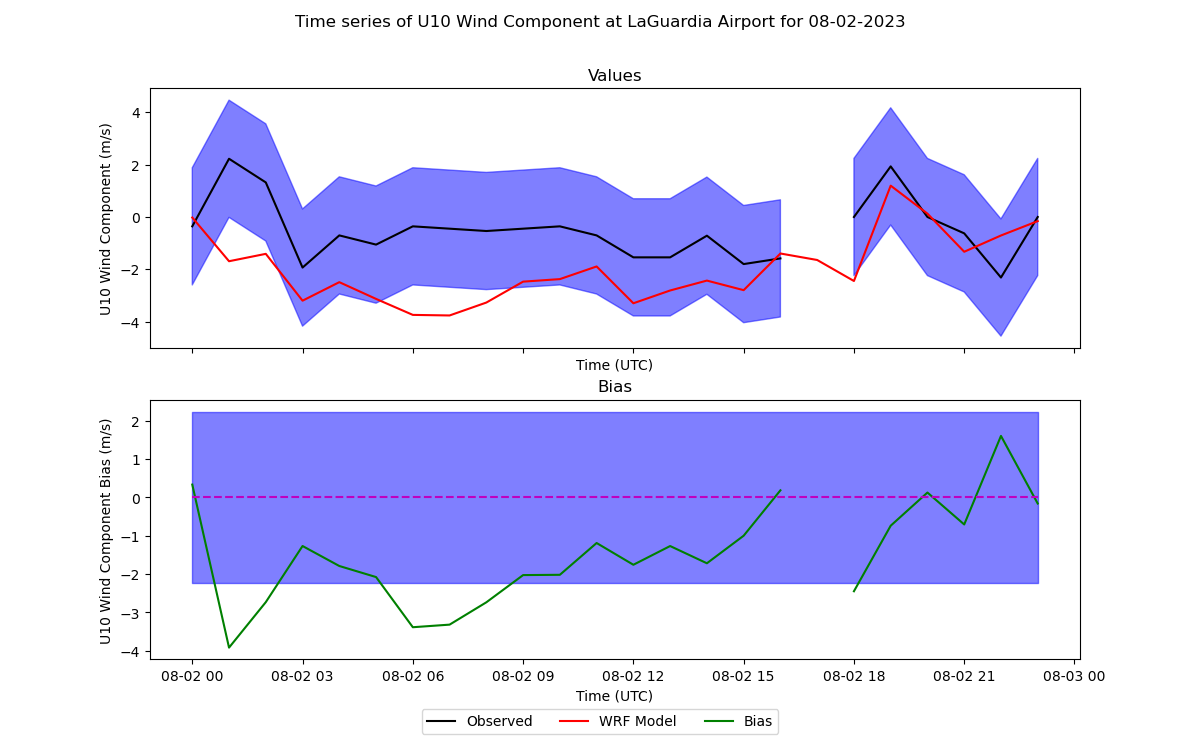 Time series of U10 Wind Component at LaGuardia Airport for 08-02-2023
Values
U10 Wind Component (m/s)
4
2
0
−2
−4
Time (UTC)
Bias
U10 Wind Component Bias (m/s)
2
1
0
−1
−2
−3
−4
08-02 00 08-02 03 08-02 06 08-02 09 08-02 12 08-02 15 08-02 18 08-02 21 08-03 00
Time (UTC)
Observed WRF Model Bias